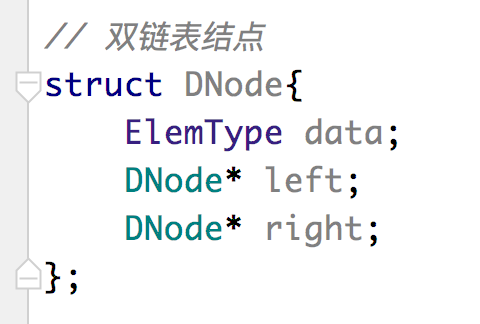 // 双链表结点
struct DNode{
    ElemType data;
    DNode* left;
    DNode* right;
};